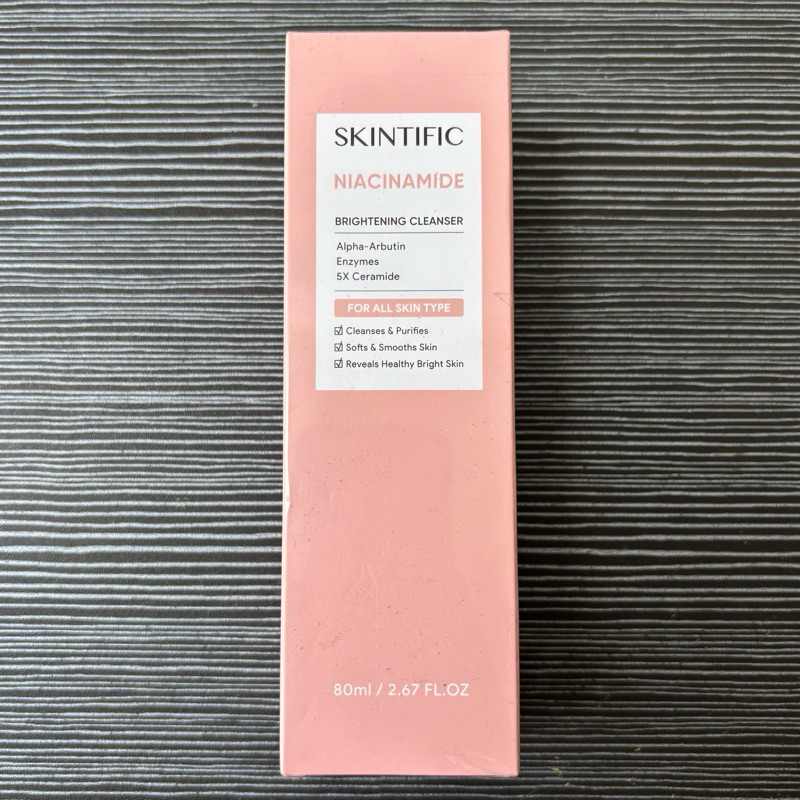 SKINTIFIC
NIACINAMIDE
BRIGHTENING CLEANSER
Alpha-Arbutin
Enzymes
5X Ceramide
FOR ALL SKIN TYPE
☑ Cleanses & Purifies
☑ Softs & Smooths Skin
☑ Reveals Healthy Bright Skin
80ml / 2.67 FL.OZ